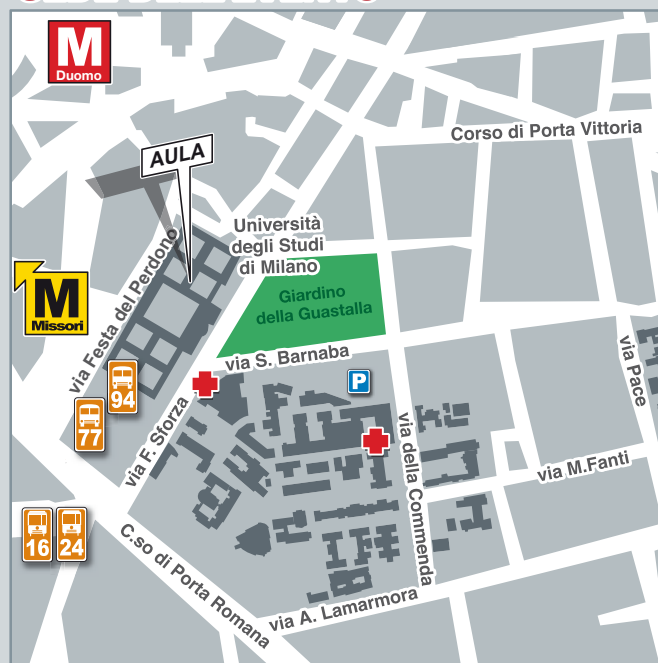 M
Duomo
Corso di Porta Vittoria
AULA
Università
degli Studi
di Milano
via Festa del Perdono
Giardino
della Guastalla
M
Missori
via S. Barnaba
via Pace
P
94
77
via F. Sforza
via della Commenda
via M.Fanti
16
24
C.so di Porta Romana
via A. Lamarmora